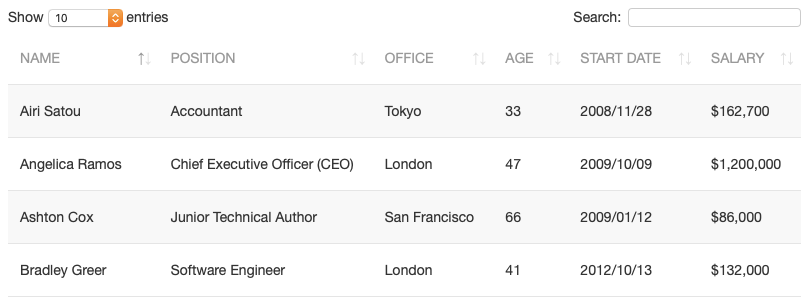 Show 10 entries Search:
NAME POSITION OFFICE AGE START DATE SALARY
Airi Satou Accountant Tokyo 33 2008/11/28 $162,700
Angelica Ramos Chief Executive Officer (CEO) London 47 2009/10/09 $1,200,000
Ashton Cox Junior Technical Author San Francisco 66 2009/01/12 $86,000
Bradley Greer Software Engineer London 41 2012/10/13 $132,000